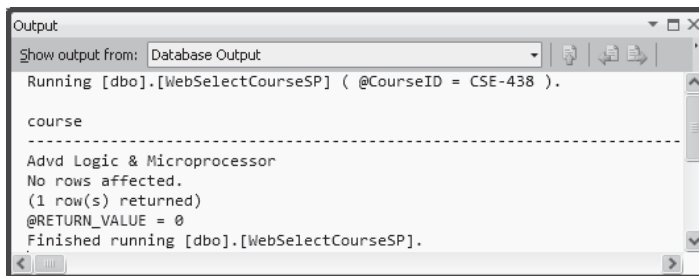 Output
Show output from: Database Output
Running [dbo].[WebSelectCourseSP] ( @CourseID = CSE-438 ).
course
--------------------------------------------------------------------------------
Advd Logic & Microprocessor
No rows affected.
(1 row(s) returned)
@RETURN_VALUE = 0
Finished running [dbo].[WebSelectCourseSP].